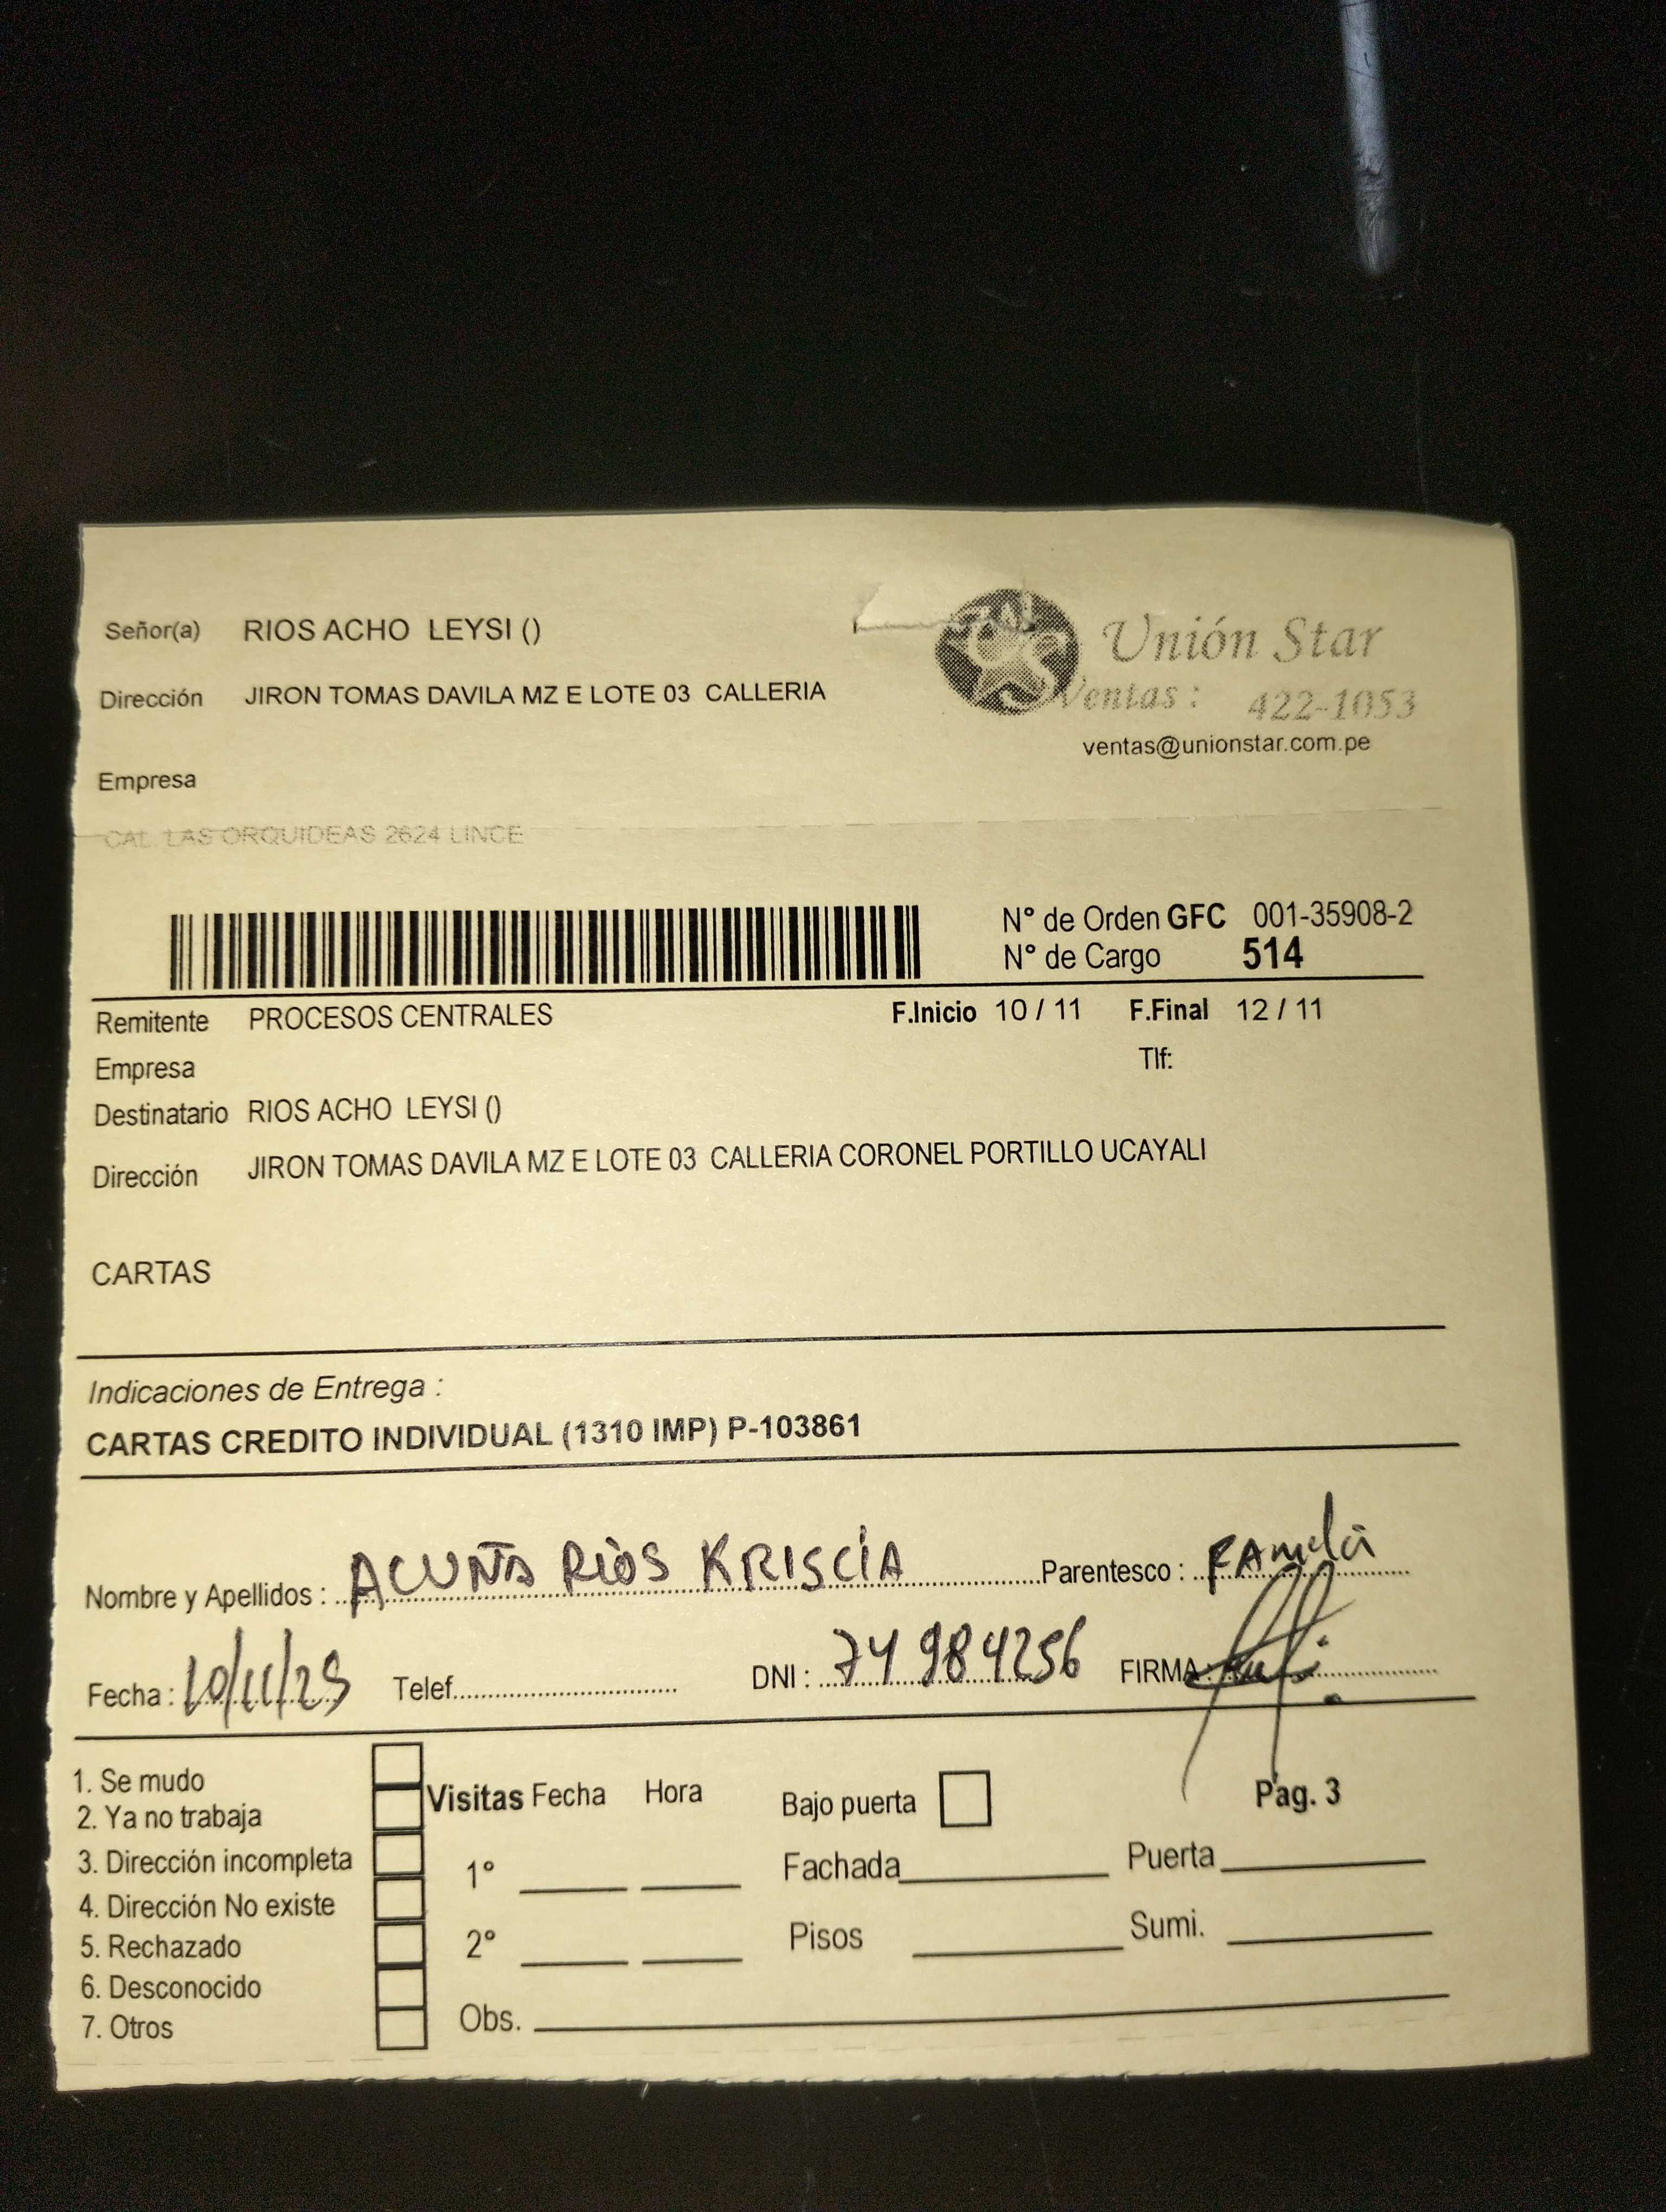 Señor(a) RIOS ACHO LEYSI ()
Unión Star
Dirección JIRON TOMAS DAVILA MZ E LOTE 03 CALLERIA
Ventas: 422-1053
ventas@unionstar.com.pe
Empresa
CAL. LAS ORQUIDEAS 2624 LINCE
N° de Orden GFC 001-35908-2
N° de Cargo 514
Remitente PROCESOS CENTRALES F.Inicio 10 / 11 F.Final 12 / 11
Empresa Tlf:
Destinatario RIOS ACHO LEYSI ()
Dirección JIRON TOMAS DAVILA MZ E LOTE 03 CALLERIA CORONEL PORTILLO UCAYALI
CARTAS
Indicaciones de Entrega :
CARTAS CREDITO INDIVIDUAL (1310 IMP) P-103861
Nombre y Apellidos : ACUÑA RIOS KRISCIA Parentesco :
Fecha : 10/11/25 Telef. DNI : 74984256 FIRMA :
1. Se mudo
2. Ya no trabaja
3. Dirección incompleta
4. Dirección No existe
5. Rechazado
6. Desconocido
7. Otros
Visitas Fecha Hora
1°
2°
Obs.
Bajo puerta Pag. 3
Fachada Puerta
Pisos Sumi.